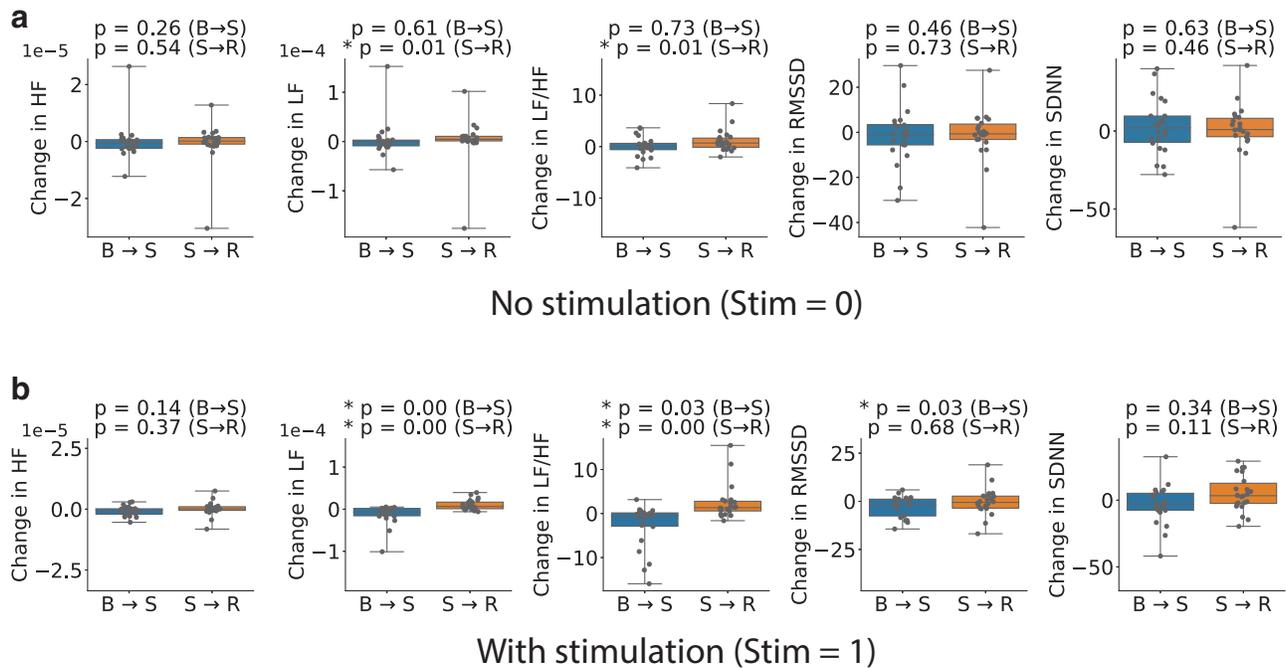 a
p = 0.26 (B→S)
p = 0.54 (S→R)
1e−5
Change in HF
2
0
−2
B → S
S → R
p = 0.61 (B→S)
* p = 0.01 (S→R)
1e−4
Change in LF
1
0
−1
B → S
S → R
p = 0.73 (B→S)
* p = 0.01 (S→R)
Change in LF/HF
10
0
−10
B → S
S → R
p = 0.46 (B→S)
p = 0.73 (S→R)
Change in RMSSD
20
0
−20
−40
B → S
S → R
p = 0.63 (B→S)
p = 0.46 (S→R)
Change in SDNN
0
−50
B → S
S → R
No stimulation (Stim = 0)
b
p = 0.14 (B→S)
p = 0.37 (S→R)
1e−5
Change in HF
2.5
0.0
−2.5
B → S
S → R
* p = 0.00 (B→S)
* p = 0.00 (S→R)
1e−4
Change in LF
1
0
−1
B → S
S → R
* p = 0.03 (B→S)
* p = 0.00 (S→R)
Change in LF/HF
10
0
−10
B → S
S → R
* p = 0.03 (B→S)
p = 0.68 (S→R)
Change in RMSSD
25
0
−25
B → S
S → R
p = 0.34 (B→S)
p = 0.11 (S→R)
Change in SDNN
0
−50
B → S
S → R
With stimulation (Stim = 1)